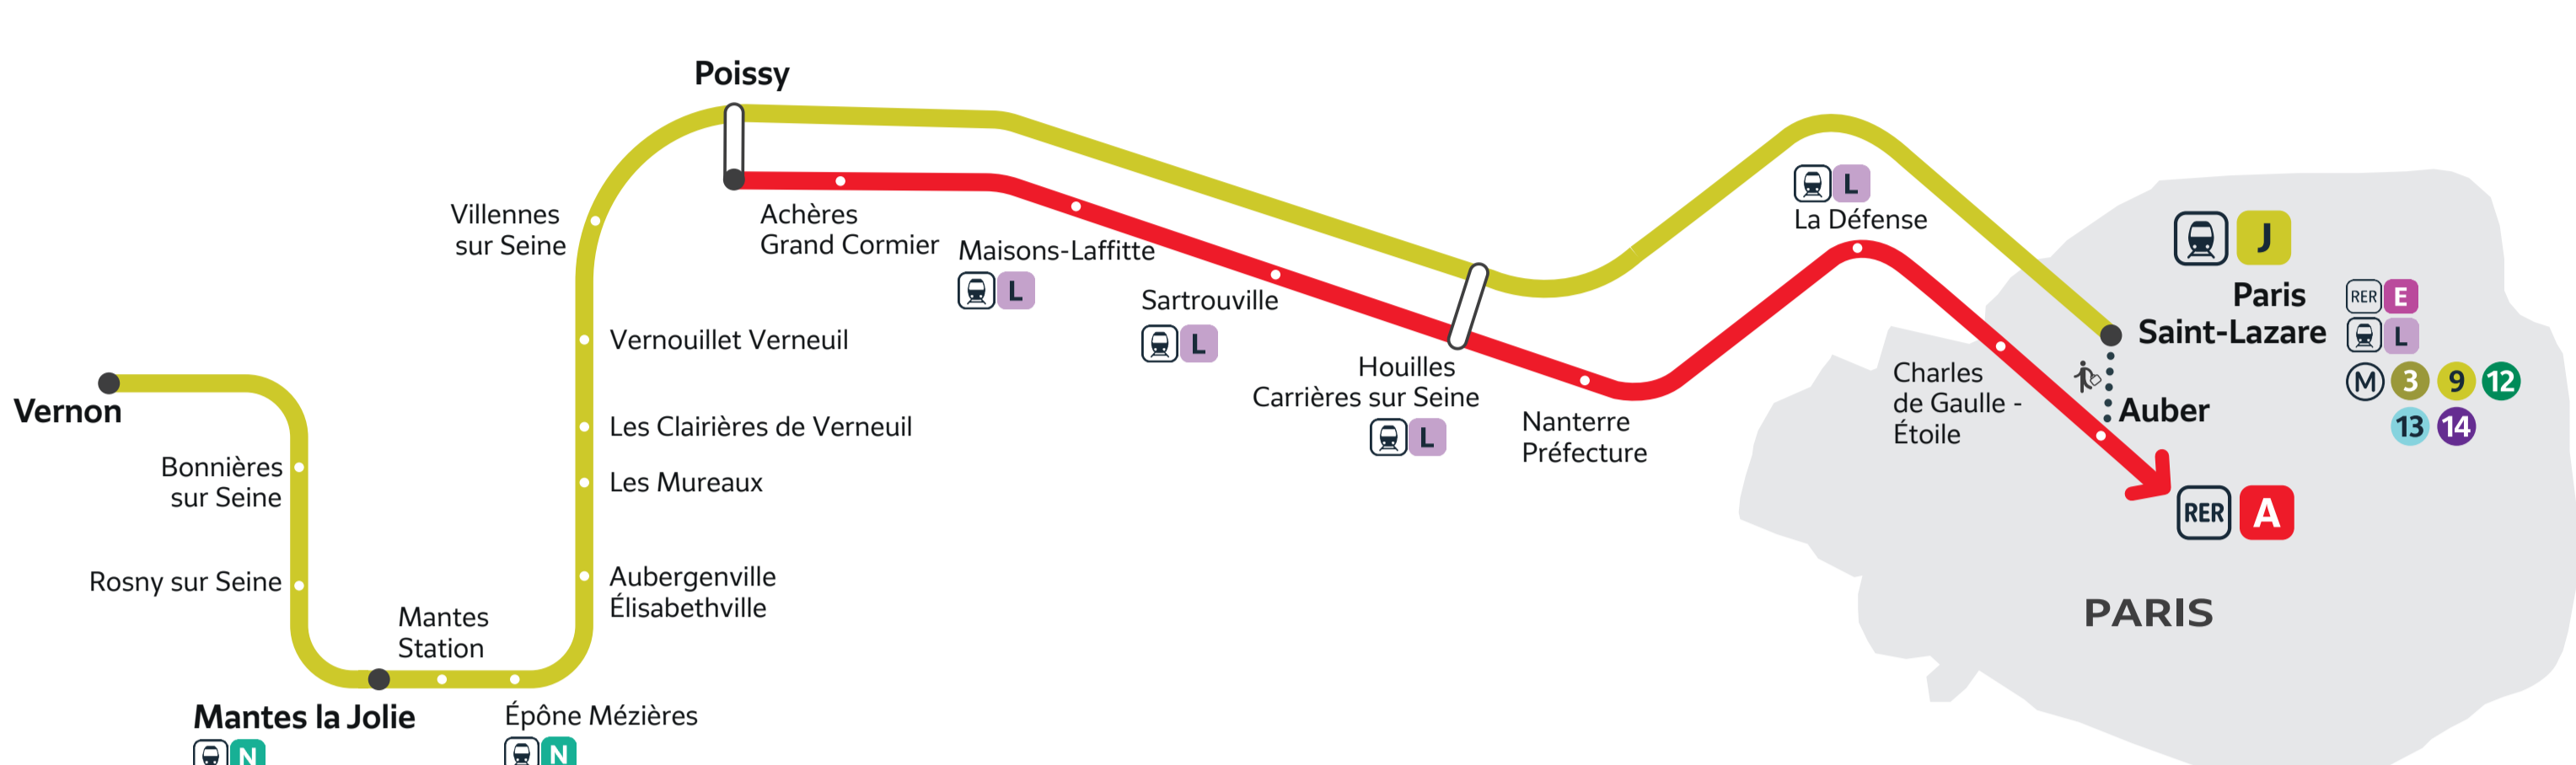 Poissy
Villennes
sur Seine
Achères
Grand Cormier
Maisons-Laffitte
L
Sartrouville
L
Houilles
Carrières sur Seine
L
Nanterre
Préfecture
L
La Défense
Charles
de Gaulle -
Étoile
J
Paris
Saint-Lazare
RER E
L
M 3 9 12
13 14
Auber
RER A
PARIS
Vernouillet Verneuil
Les Clairières de Verneuil
Les Mureaux
Aubergenville
Élisabethville
Vernon
Bonnières
sur Seine
Rosny sur Seine
Mantes
Station
Mantes la Jolie
N
Épône Mézières
N